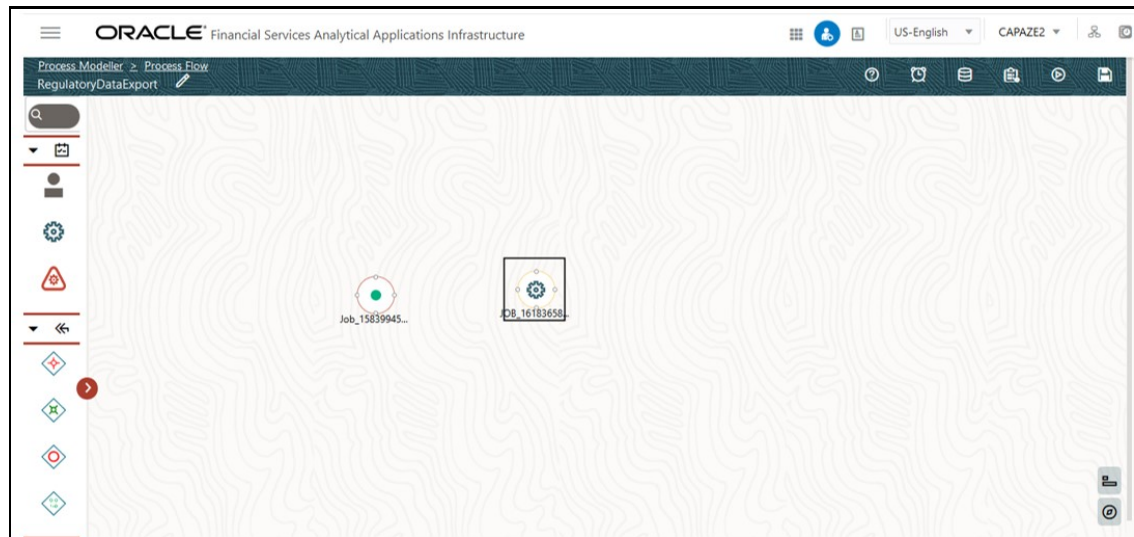 ORACLE® Financial Services Analytical Applications Infrastructure
US-English
CAPAZE2
Process Modeller > Process Flow
RegulatoryDataExport
Job_15839945...
JOB_16183658...